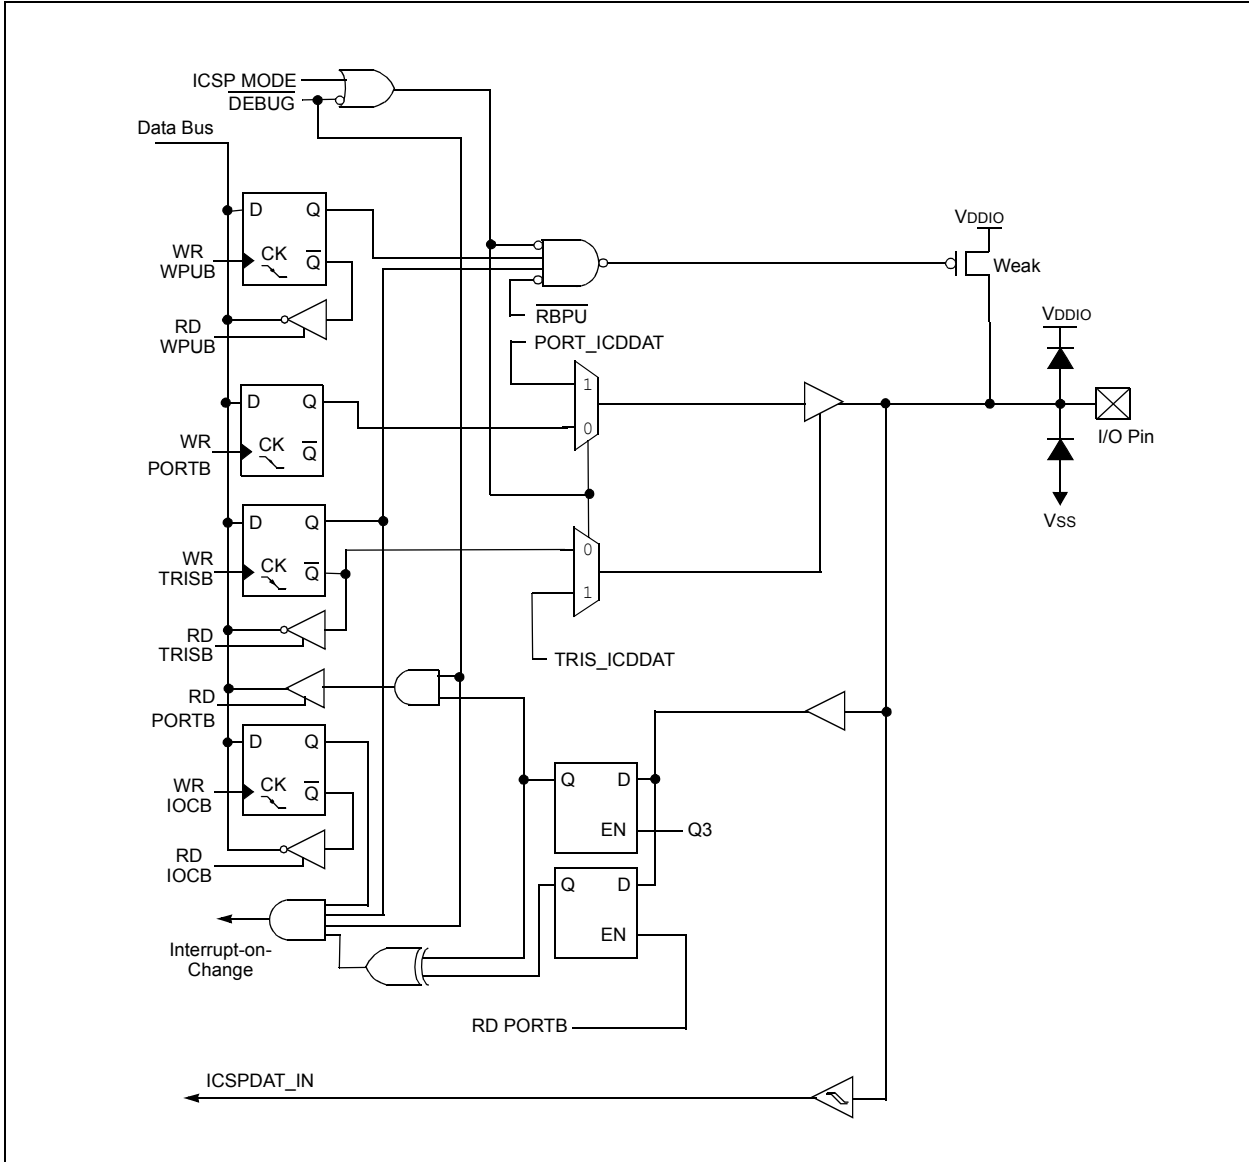 ICSP MODE
DEBUG
Data Bus
D Q
CK Q
WR
WPUB
RD
WPUB
VDDIO
Weak
RBPU
PORT_ICDDAT
1
0
VDDIO
I/O Pin
VSS
D Q
CK Q
WR
PORTB
D Q
CK Q
WR
TRISB
0
1
RD
TRISB
TRIS_ICDDAT
RD
PORTB
D Q
CK Q
WR
IOCB
Q D
EN
Q3
RD
IOCB
Q D
EN
Interrupt-on-
Change
RD PORTB
ICSPDAT_IN